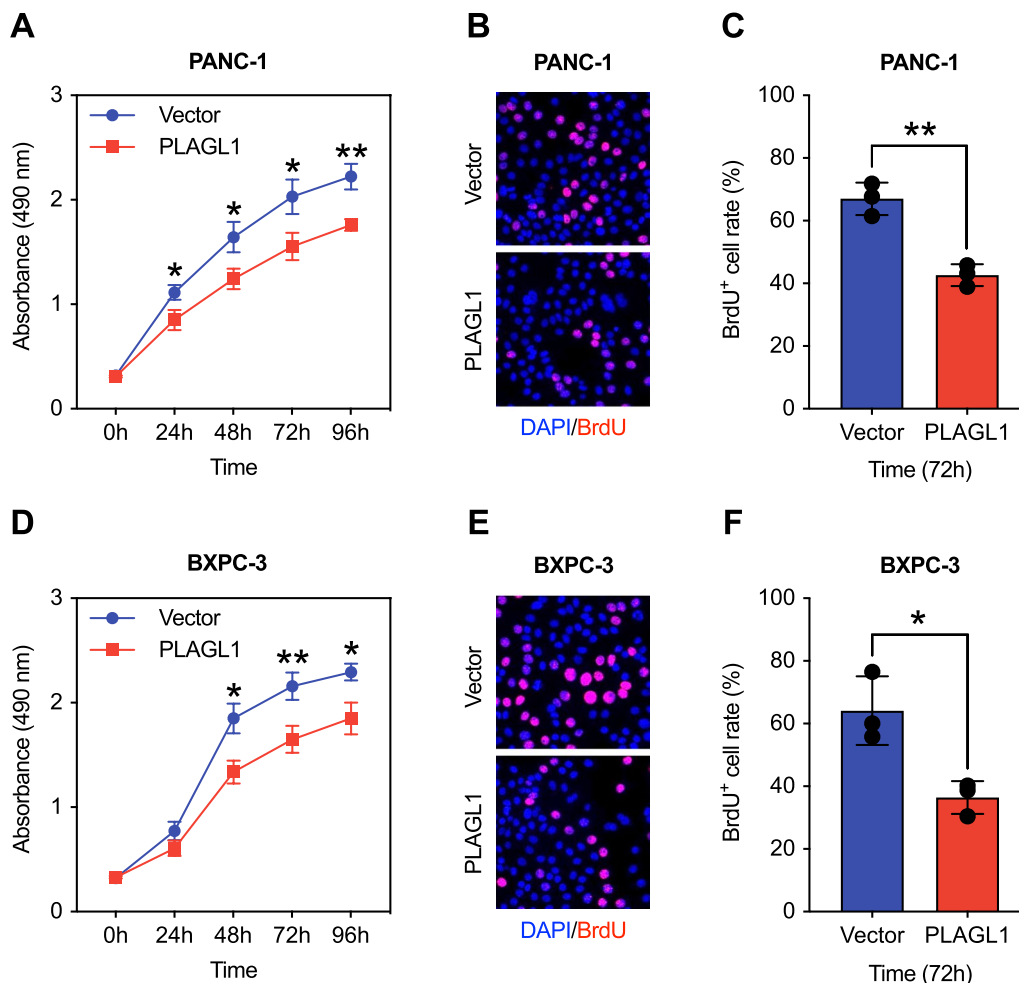 A
PANC-1
Absorbance (490 nm)
3
2
1
0
Vector
PLAGL1
*
*
*
**
0h 24h 48h 72h 96h
Time
B
PANC-1
Vector
PLAGL1
DAPI/BrdU
C
PANC-1
BrdU+ cell rate (%)
100
80
60
40
20
0
**
Vector PLAGL1
Time (72h)
D
BXPC-3
Absorbance (490 nm)
3
2
1
0
Vector
PLAGL1
*
**
*
0h 24h 48h 72h 96h
Time
E
BXPC-3
Vector
PLAGL1
DAPI/BrdU
F
BXPC-3
BrdU+ cell rate (%)
100
80
60
40
20
0
*
Vector PLAGL1
Time (72h)